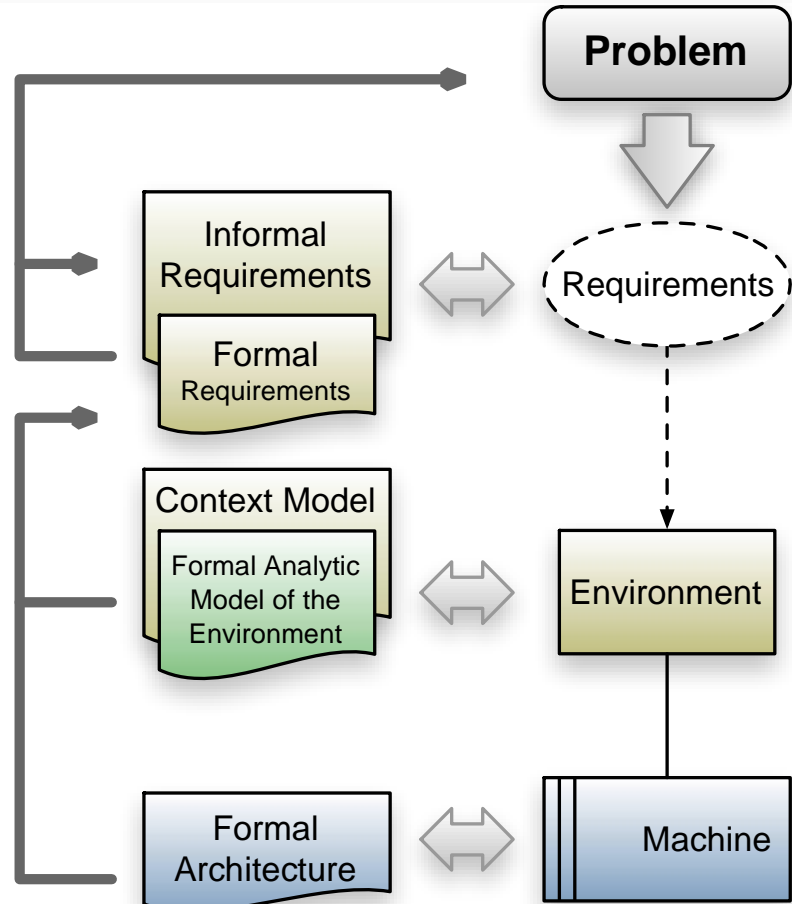 Problem
Informal
Requirements
Requirements
Formal
Requirements
Context Model
Formal Analytic
Model of the
Environment
Environment
Formal
Architecture
Machine